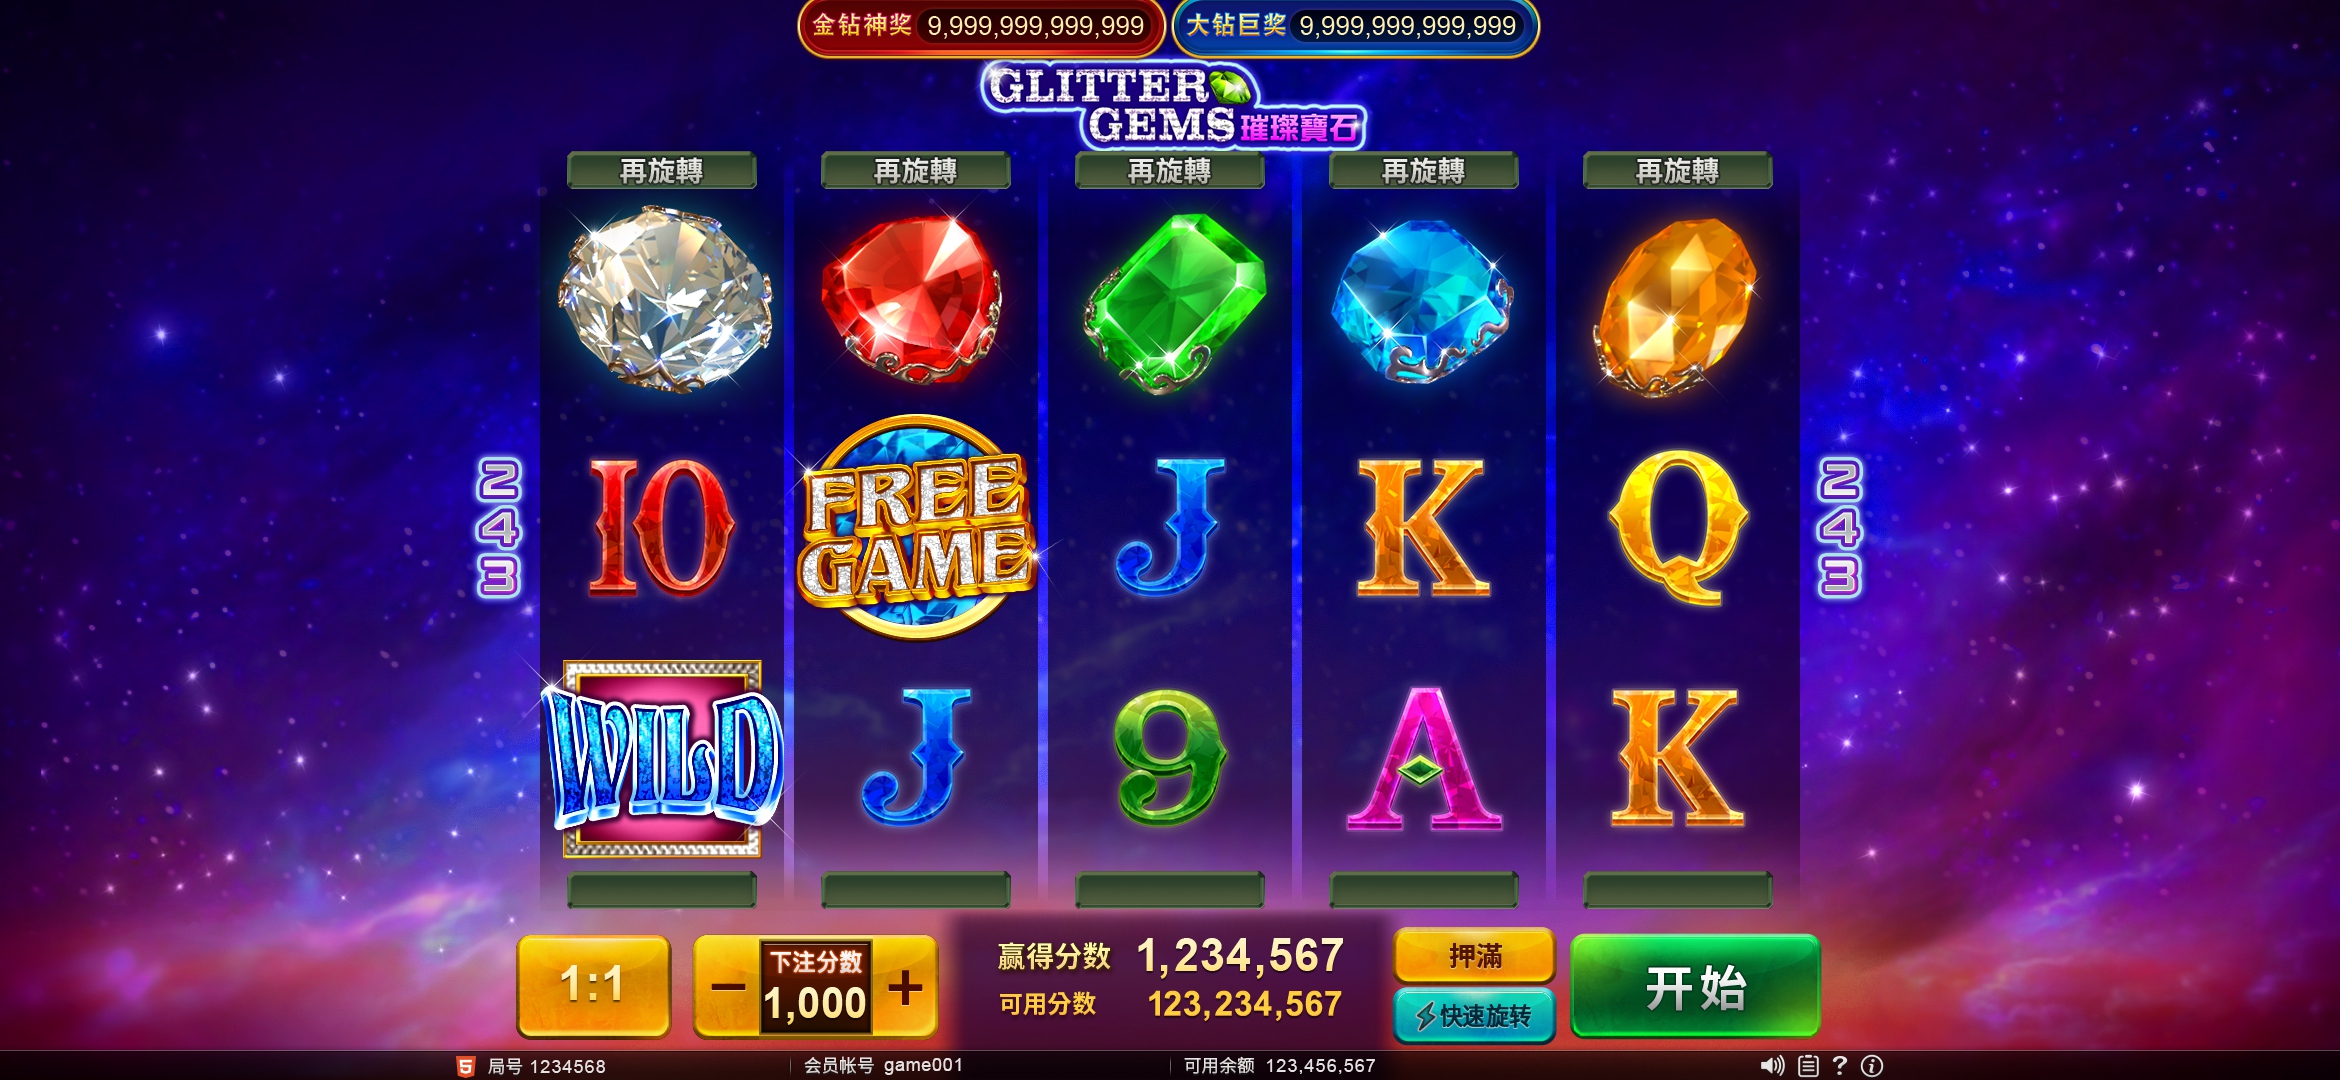 金钻神奖 9,999,999,999,999
大钻巨奖 9,999,999,999,999
GLITTER
GEMS 璀璨寶石
再旋轉 再旋轉 再旋轉 再旋轉 再旋轉
243
10
FREE
GAME
J
K
Q
243
WILD
J
9
A
K
1:1
下注分数
− 1,000 +
赢得分数 1,234,567
可用分数 123,234,567
押滿
快速旋转
开始
5 局号 1234568
会员帐号 game001
可用余额 123,456,567
?
i